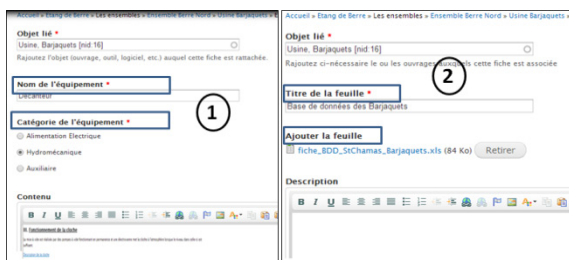 Accueil » Etang de Berre » Les ensembles » Ensemble Berre Nord » Usine Barjaquets » E
Objet lié *
Usine, Barjaquets [nid:16]
Rajoutez l'objet (ouvrage, outil, logiciel, etc.) auquel cette fiche est rattachée.
Nom de l'équipement *
Décanteur
1
Catégorie de l'équipement *
Alimentation Electrique
Hydromécanique
Auxiliaire
Contenu
B I U
Accueil » Etang de Berre » Les ensembles » Ensemble Berre Nord » Usine Barjaquets »
Objet lié *
Usine, Barjaquets [nid:16]
Rajoutez ci-nécessaire le ou les ouvrages auxquels cette fiche est associée
2
Titre de la feuille *
Base de données des Barjaquets
Ajouter la feuille
fiche_BDD_StChamas_Barjaquets.xls (84 Ko) Retirer
Description
B I U